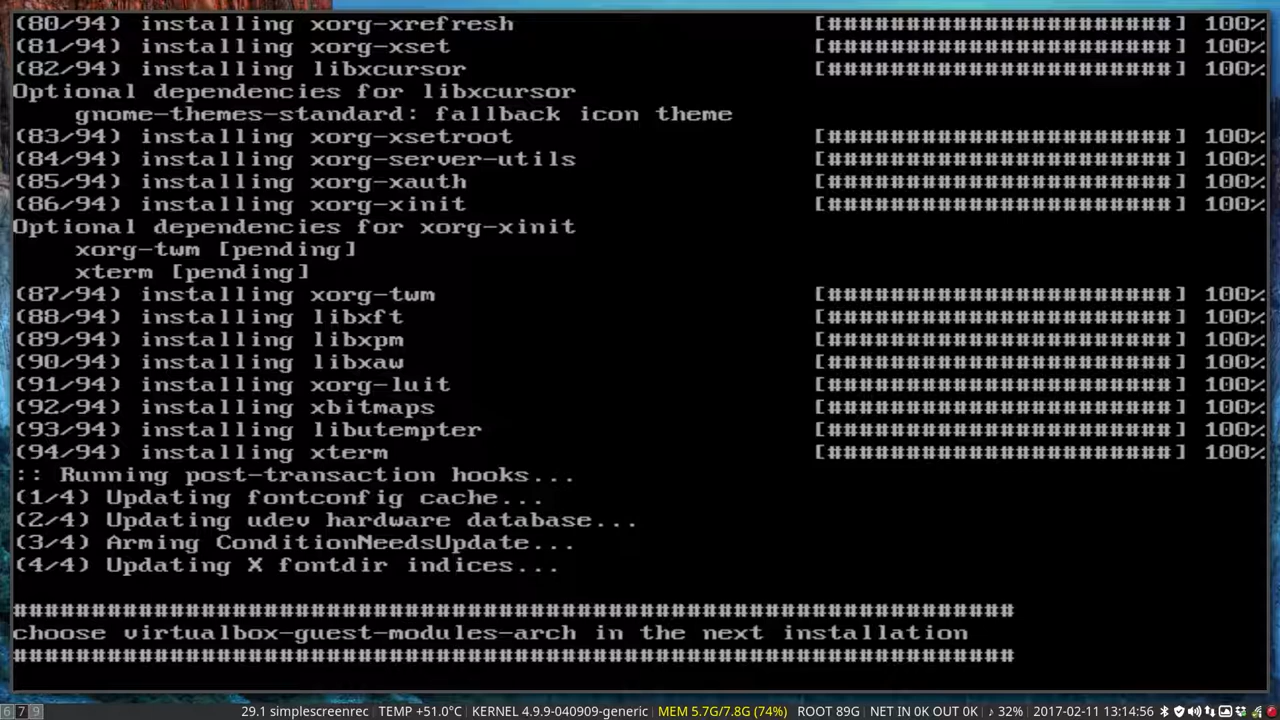 (80/94) installing xorg-xrefresh [######################] 100%
(81/94) installing xorg-xset [######################] 100%
(82/94) installing libxcursor [######################] 100%
Optional dependencies for libxcursor
gnome-themes-standard: fallback icon theme
(83/94) installing xorg-xsetroot [######################] 100%
(84/94) installing xorg-server-utils [######################] 100%
(85/94) installing xorg-xauth [######################] 100%
(86/94) installing xorg-xinit [######################] 100%
Optional dependencies for xorg-xinit
xorg-twm [pending]
xterm [pending]
(87/94) installing xorg-twm [######################] 100%
(88/94) installing libxft [######################] 100%
(89/94) installing libxpm [######################] 100%
(90/94) installing libxaw [######################] 100%
(91/94) installing xorg-luit [######################] 100%
(92/94) installing xbitmaps [######################] 100%
(93/94) installing libutempter [######################] 100%
(94/94) installing xterm [######################] 100%
:: Running post-transaction hooks...
(1/4) Updating fontconfig cache...
(2/4) Updating udev hardware database...
(3/4) Arming ConditionNeedsUpdate...
(4/4) Updating X fontdir indices...
################################################################
choose virtualbox-guest-modules-arch in the next installation
################################################################
6 7 9 29.1 simplescreenrec TEMP +51.0°C KERNEL 4.9.9-040909-generic MEM 5.7G/7.8G (74%) ROOT 89G NET IN 0K OUT 0K ♪ 32% 2017-02-11 13:14:56